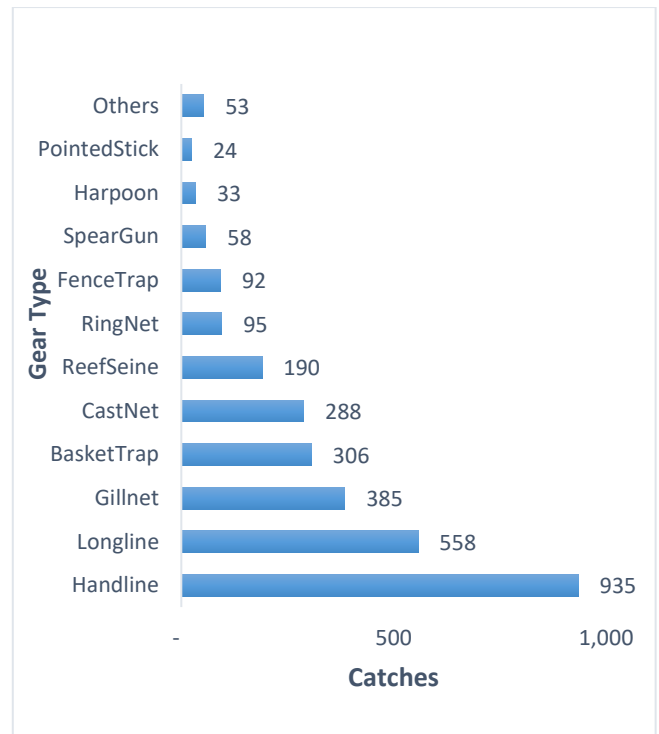 Others 53
PointedStick 24
Harpoon 33
SpearGun 58
FenceTrap 92
RingNet 95
ReefSeine 190
CastNet 288
BasketTrap 306
Gillnet 385
Longline 558
Handline 935
Gear Type
- 500 1,000
Catches